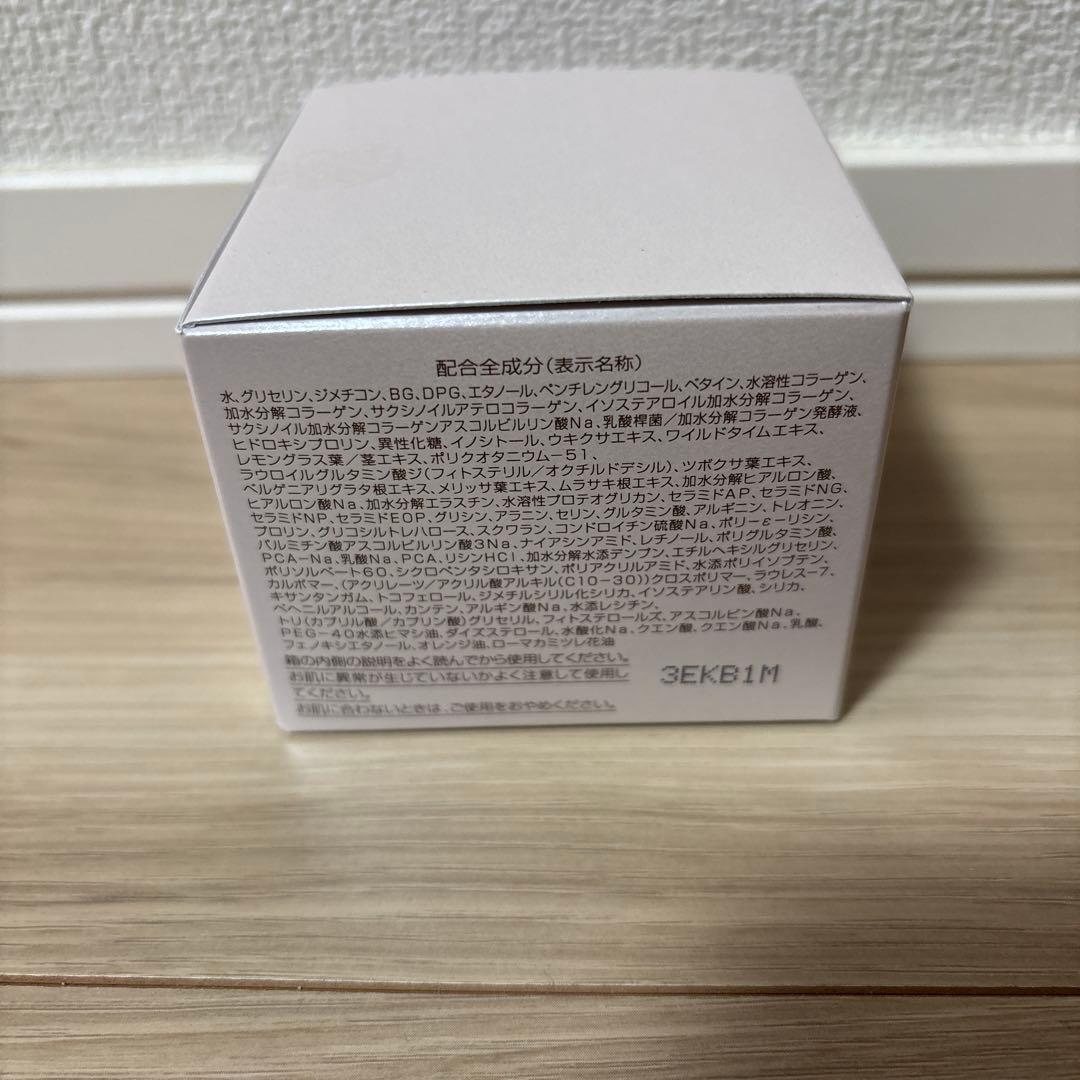 配合全成分(表示名称)
水、グリセリン、ジメチコン、BG、DPG、エタノール、ペンチレングリコール、ベタイン、水溶性コラーゲン、
加水分解コラーゲン、サクシノイルアテロコラーゲン、イソステアロイル加水分解コラーゲン、
サクシノイル加水分解コラーゲンアスコルビルリン酸Na、乳酸桿菌/加水分解コラーゲン発酵液、
ヒドロキシプロリン、異性化糖、イノシトール、ウキクサエキス、ワイルドタイムエキス、
レモングラス葉/茎エキス、ポリクオタニウム-51、
ラウロイルグルタミン酸ジ(フィトステリル/オクチルドデシル)、ツボクサ葉エキス、
ベルゲニアリグラタ根エキス、メリッサ葉エキス、ムラサキ根エキス、加水分解ヒアルロン酸、
ヒアルロン酸Na、加水分解エラスチン、水溶性プロテオグリカン、セラミドAP、セラミドNG、
セラミドNP、セラミドEOP、グリシン、アラニン、セリン、グルタミン酸、アルギニン、トレオニン、
プロリン、グリコシルトレハロース、スクワラン、コンドロイチン硫酸Na、ポリ-ε-リシン、
パルミチン酸アスコルビルリン酸3Na、ナイアシンアミド、レチノール、ポリグルタミン酸、
PCA-Na、乳酸Na、PCA、リシンHCl、加水分解水添デンプン、エチルヘキシルグリセリン、
ポリソルベート60、シクロペンタシロキサン、ポリアクリルアミド、水添ポリイソブテン、
カルボマー、(アクリレーツ/アクリル酸アルキル(C10-30))クロスポリマー、ラウレス-7、
キサンタンガム、トコフェロール、ジメチルシリル化シリカ、イソステアリン酸、シリカ、
ベヘニルアルコール、カンテン、アルギン酸Na、水添レシチン、
トリ(カプリル酸/カプリン酸)グリセリル、フィトステロールズ、アスコルビン酸Na、
PEG-40水添ヒマシ油、ダイズステロール、水酸化Na、クエン酸、クエン酸Na、乳酸、
フェノキシエタノール、オレンジ油、ローマカミツレ花油
箱の内側の説明をよく読んでから使用してください。
お肌に異常が生じていないかよく注意して使用し
てください。
お肌に合わないときは、ご使用をおやめください。
3EKB1M